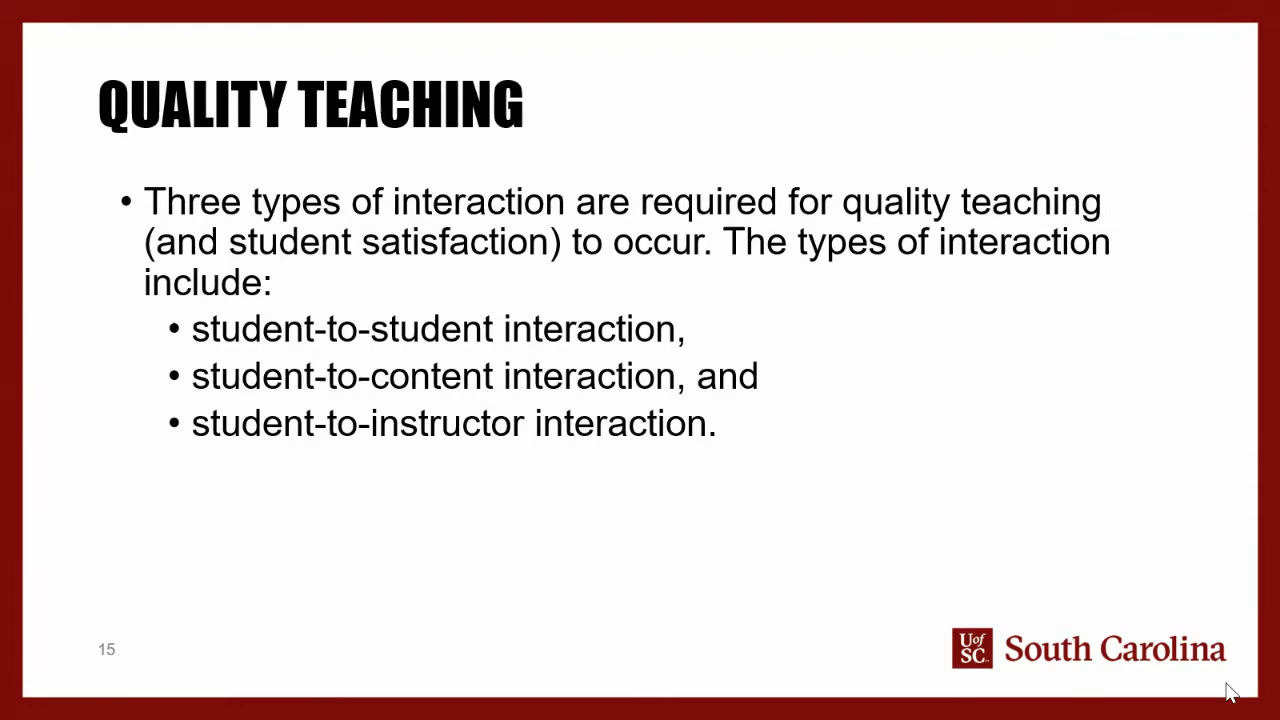 QUALITY TEACHING
• Three types of interaction are required for quality teaching
(and student satisfaction) to occur. The types of interaction
include:
• student-to-student interaction,
• student-to-content interaction, and
• student-to-instructor interaction.
15
UofSC South Carolina